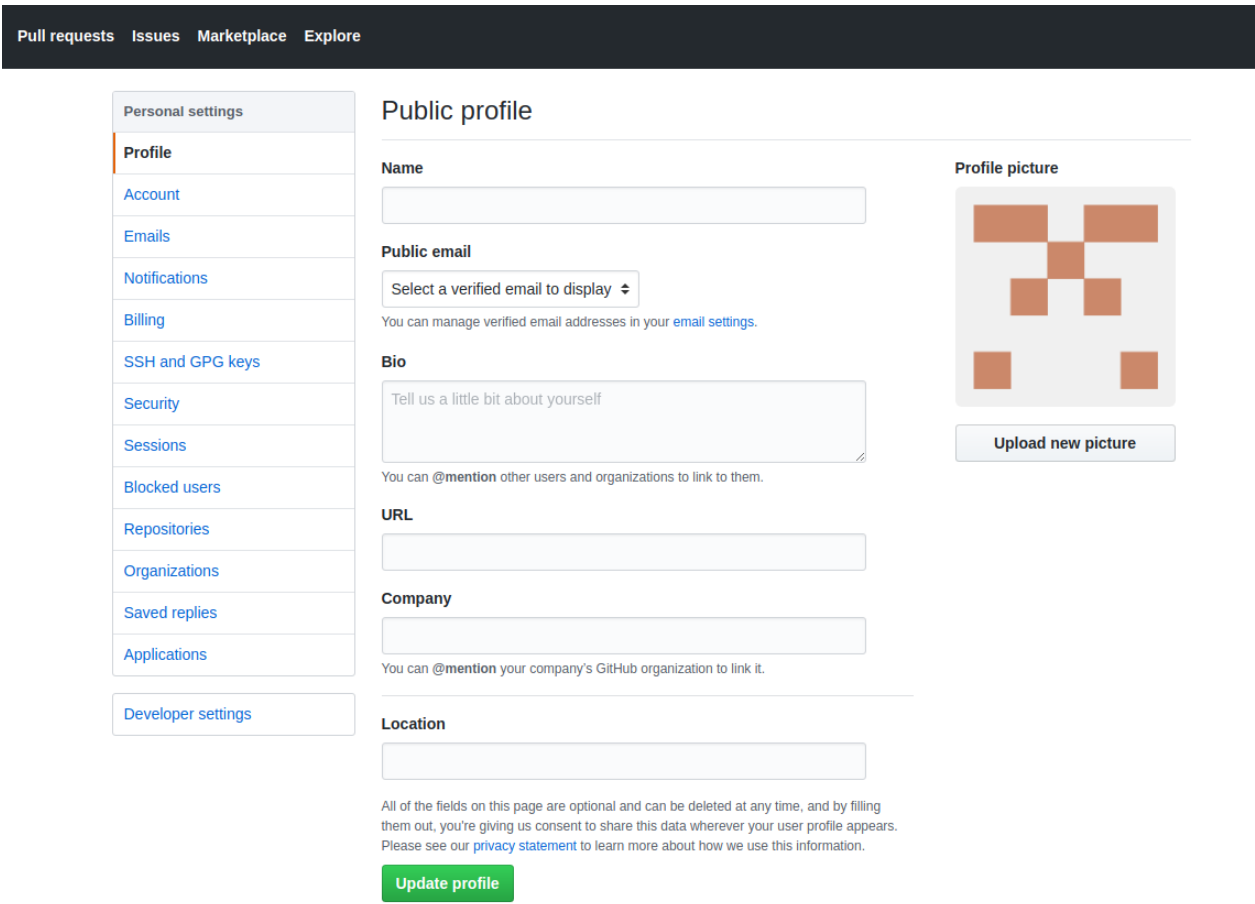 Pull requests Issues Marketplace Explore
Personal settings
Profile
Account
Emails
Notifications
Billing
SSH and GPG keys
Security
Sessions
Blocked users
Repositories
Organizations
Saved replies
Applications
Developer settings
Public profile
Name
Public email
Select a verified email to display
You can manage verified email addresses in your email settings.
Bio
Tell us a little bit about yourself
You can @mention other users and organizations to link to them.
URL
Company
You can @mention your company’s GitHub organization to link it.
Location
All of the fields on this page are optional and can be deleted at any time, and by filling
them out, you're giving us consent to share this data wherever your user profile appears.
Please see our privacy statement to learn more about how we use this information.
Update profile
Profile picture
Upload new picture